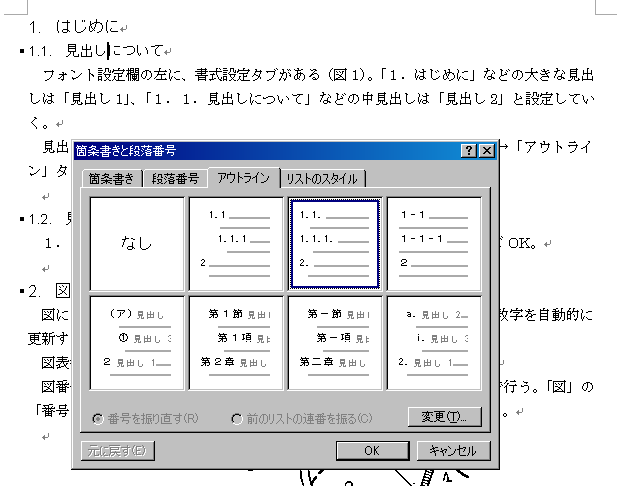 1. はじめに↵
1.1. 見出しについて↵
フォント設定欄の左に、書式設定タブがある（図1）。「1．はじめに」などの大きな見出
しは「見出し1」、「1．1．見出しについて」などの中見出しは「見出し2」と設定してい
く。↵
見出
→「アウトライ
ン」タ
↵
箇条書きと段落番号
箇条書き 段落番号 アウトライン リストのスタイル
なし
1.1
1.1.1
2
1.1.
1.1.1.
2.
1-1
1-1-1
2
(ア) 見出し
① 見出し 3
2 見出し 1
第1節 見出し
第1項 見
第2章 見出し
第一節 見出し
第一項 見
第二章 見出し
a. 見出し 2
i. 見出し 3
2. 見出し 1
番号を振り直す(R) 前のリストの連番を振る(C) 変更(T)...
元に戻す(E) OK キャンセル
1.2.
1．
OK。↵
↵
2. 図
図に
数字を自動的に
更新す
図表
図番
で行う。「図」の
「番号
。↵
↵